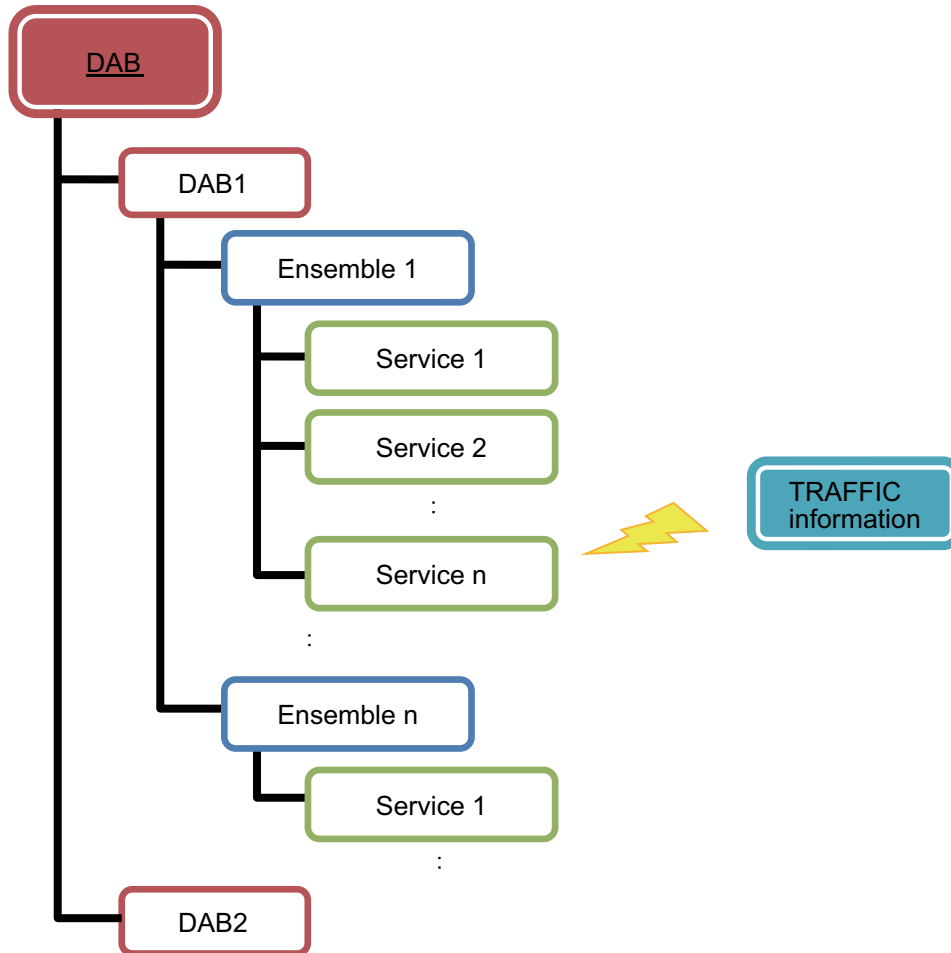 DAB
DAB1
Ensemble 1
Service 1
Service 2
:
Service n
TRAFFIC
information
:
Ensemble n
Service 1
:
DAB2